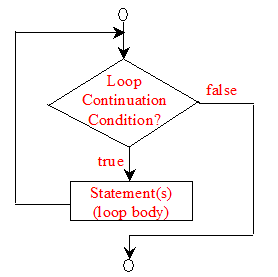 Loop
Continuation
Condition?
false
true
Statement(s)
(loop body)